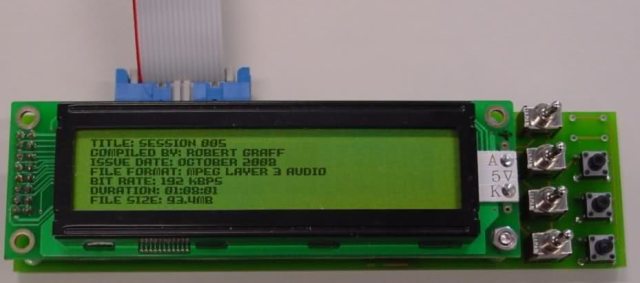 TITLE: SESSION 005
COMPILED BY: ROBERT GRAFF
ISSUE DATE: OCTOBER 2008
FILE FORMAT: MPEG LAYER 3 AUDIO
BIT RATE: 192 KBPS
DURATION: 01:08:01
FILE SIZE: 93.4MB
A
5V
K